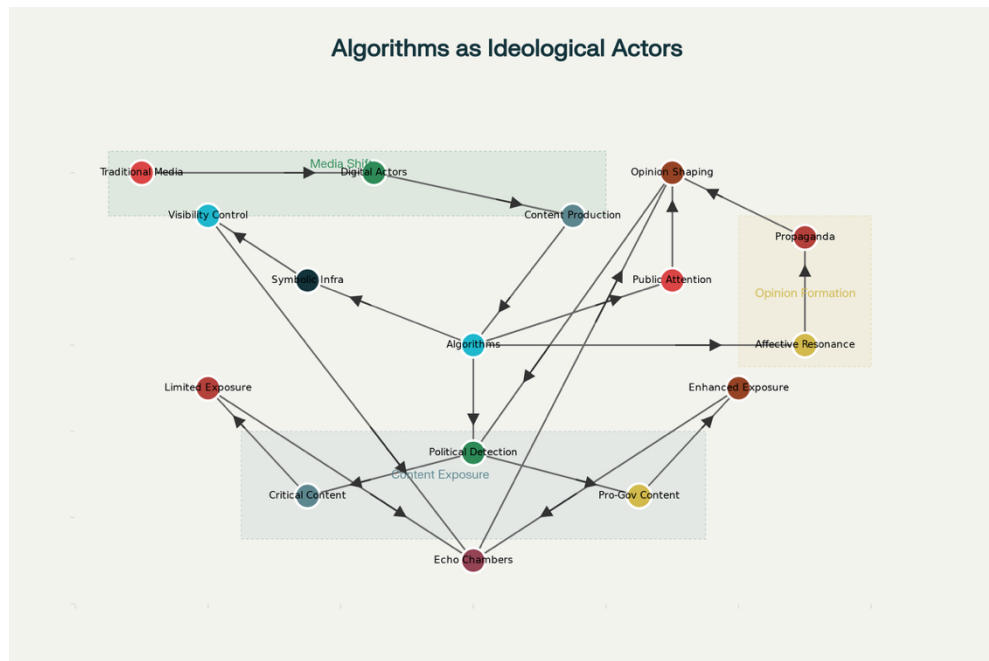 Algorithms as Ideological Actors
Media Shift
Traditional Media
Digital Actors
Opinion Shaping
Visibility Control
Content Production
Propaganda
Symbolic Infra
Public Attention
Opinion Formation
Algorithms
Affective Resonance
Limited Exposure
Enhanced Exposure
Political Detection
Content Exposure
Critical Content
Pro-Gov Content
Echo Chambers